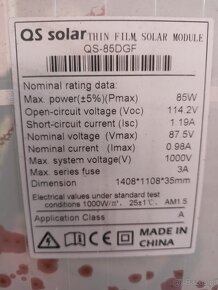 QS solar THIN FILM SOLAR MODULE
QS-85DGF
Nominal rating data:
Max. power(±5%)(Pmax) 85W
Open-circuit voltage (Voc) 114.2V
Short-circuit current (Isc) 1.19A
Nominal voltage (Vmax) 87.5V
Nominal current (Imax) 0.98A
Max. system voltage(V) 1000V
Max. series fuse 3A
Dimension 1408*1108*35mm
Electrical values under standard test
conditions 1000W/m², 25±1℃, AM1.5
Application Class A
MADE IN
CHINA